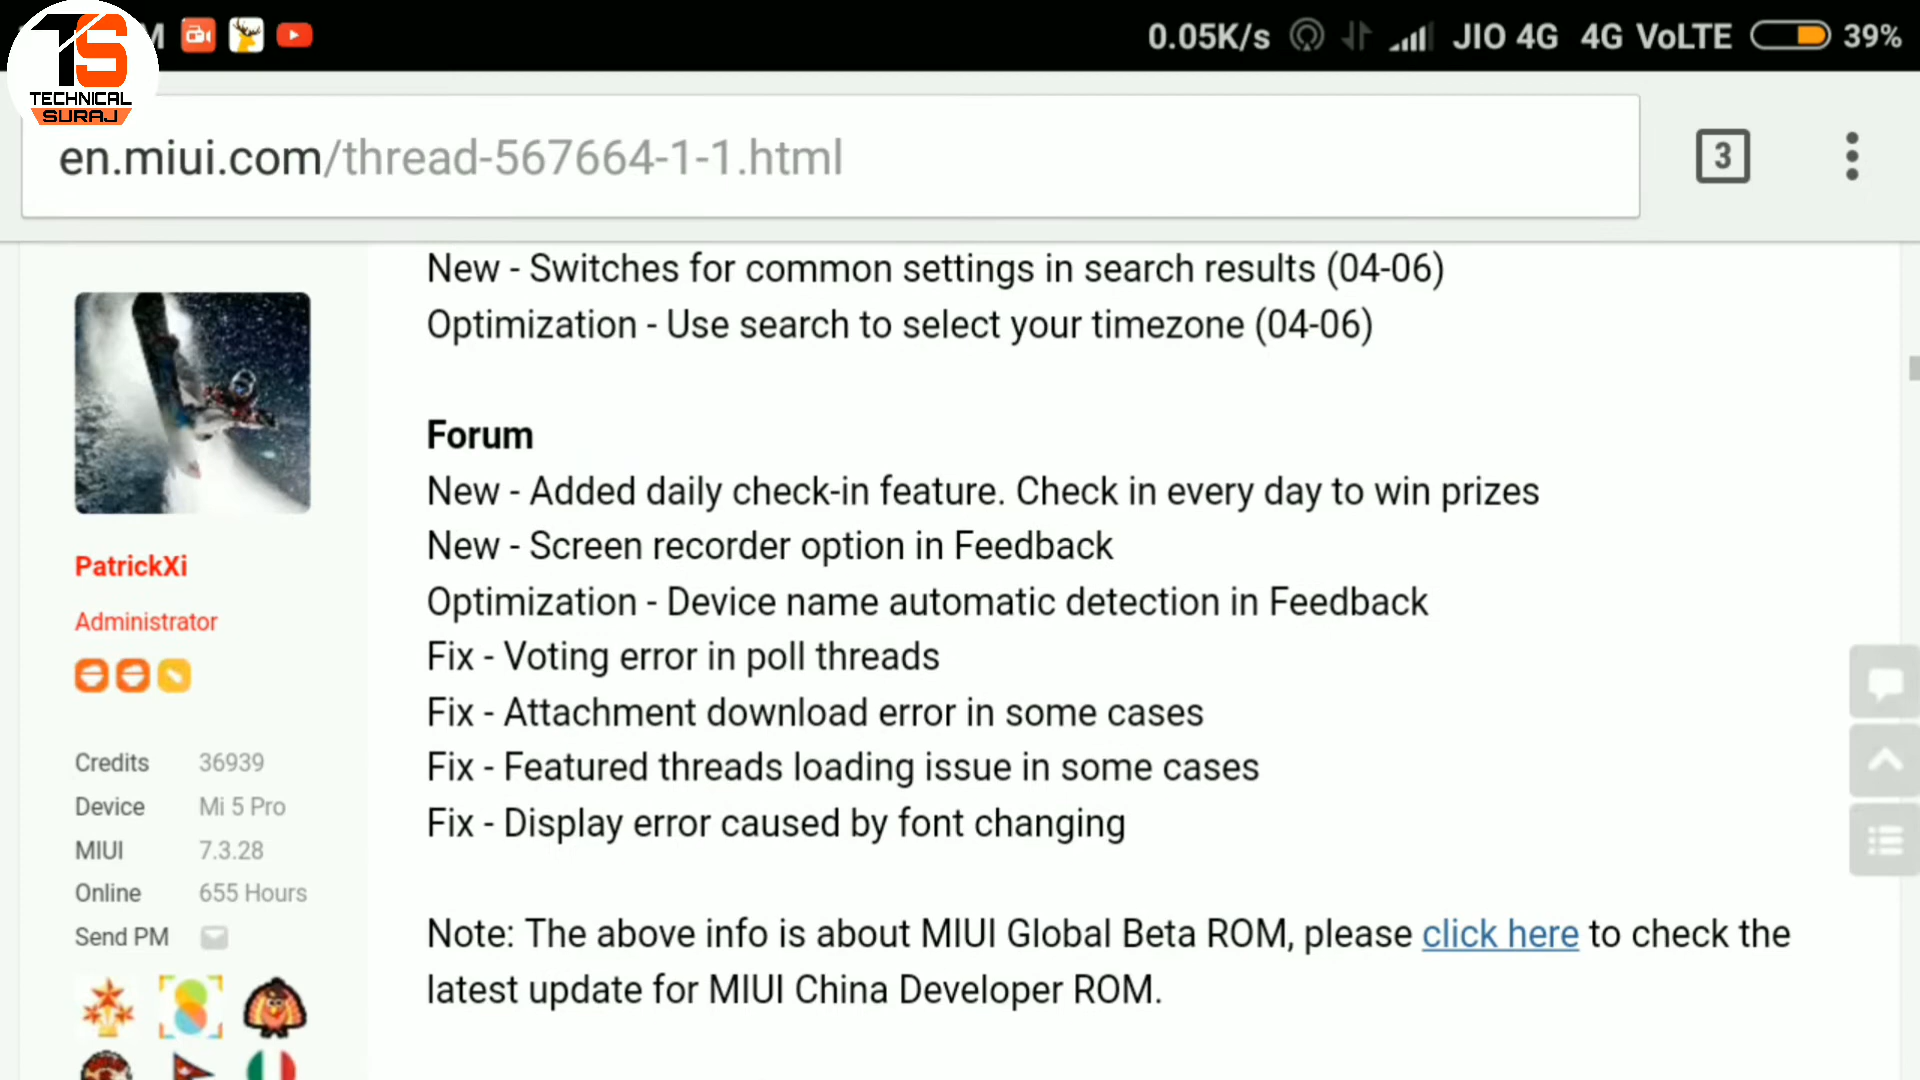 M
0.05K/s
JIO 4G 4G VoLTE
39%
TS
TECHNICAL
SURAJ
en.miui.com/thread-567664-1-1.html
3
New - Switches for common settings in search results (04-06)
Optimization - Use search to select your timezone (04-06)
Forum
New - Added daily check-in feature. Check in every day to win prizes
New - Screen recorder option in Feedback
Optimization - Device name automatic detection in Feedback
Fix - Voting error in poll threads
Fix - Attachment download error in some cases
Fix - Featured threads loading issue in some cases
Fix - Display error caused by font changing
Note: The above info is about MIUI Global Beta ROM, please click here to check the
latest update for MIUI China Developer ROM.
PatrickXi
Administrator
Credits 36939
Device Mi 5 Pro
MIUI 7.3.28
Online 655 Hours
Send PM